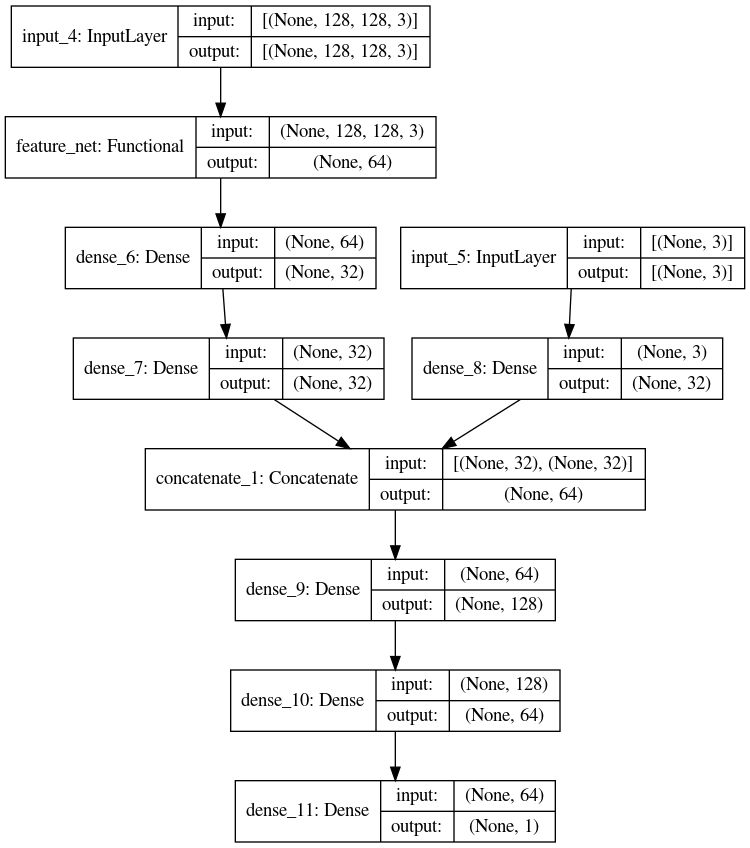 input_4: InputLayer
input: [(None, 128, 128, 3)]
output: [(None, 128, 128, 3)]
feature_net: Functional
input: (None, 128, 128, 3)
output: (None, 64)
dense_6: Dense
input: (None, 64)
output: (None, 32)
input_5: InputLayer
input: [(None, 3)]
output: [(None, 3)]
dense_7: Dense
input: (None, 32)
output: (None, 32)
dense_8: Dense
input: (None, 3)
output: (None, 32)
concatenate_1: Concatenate
input: [(None, 32), (None, 32)]
output: (None, 64)
dense_9: Dense
input: (None, 64)
output: (None, 128)
dense_10: Dense
input: (None, 128)
output: (None, 64)
dense_11: Dense
input: (None, 64)
output: (None, 1)